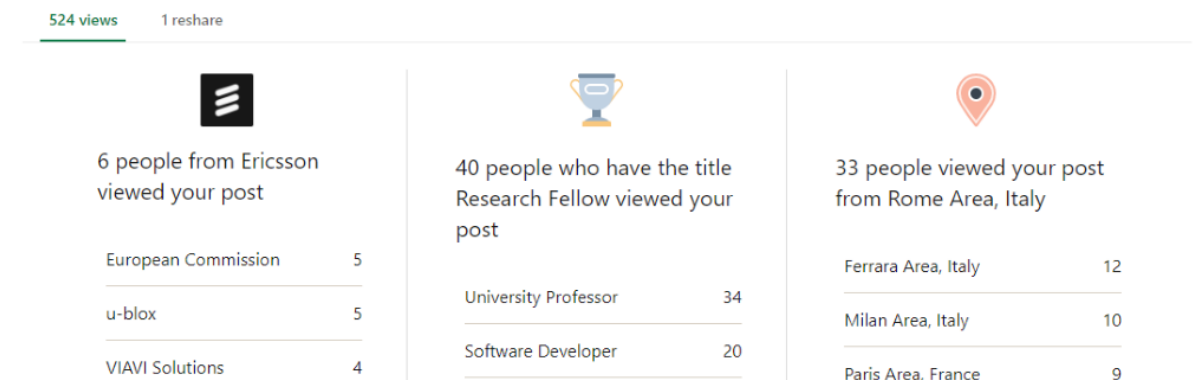 524 views 1 reshare
6 people from Ericsson
viewed your post
European Commission 5
u-blox 5
VIAVI Solutions 4
40 people who have the title
Research Fellow viewed your
post
University Professor 34
Software Developer 20
33 people viewed your post
from Rome Area, Italy
Ferrara Area, Italy 12
Milan Area, Italy 10
Paris Area, France 9